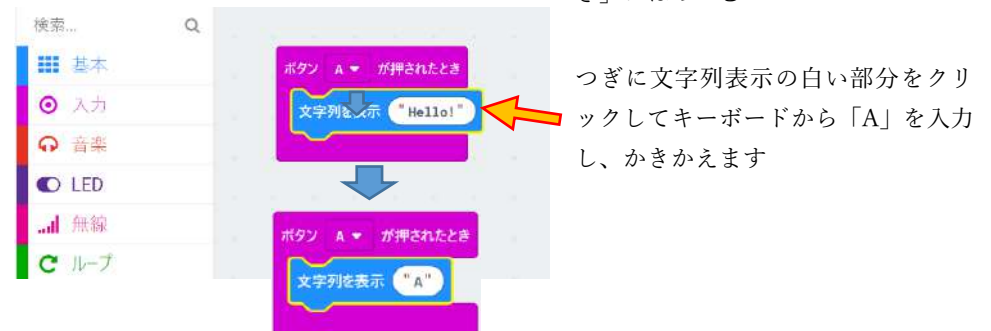 検索...
基本
入力
音楽
LED
無線
ループ
ボタン A が押されたとき
文字列を表示 "Hello!"
ボタン A が押されたとき
文字列を表示 "A"
つぎに文字列表示の白い部分をクリ
ックしてキーボードから「A」を入力
し、かきかえます